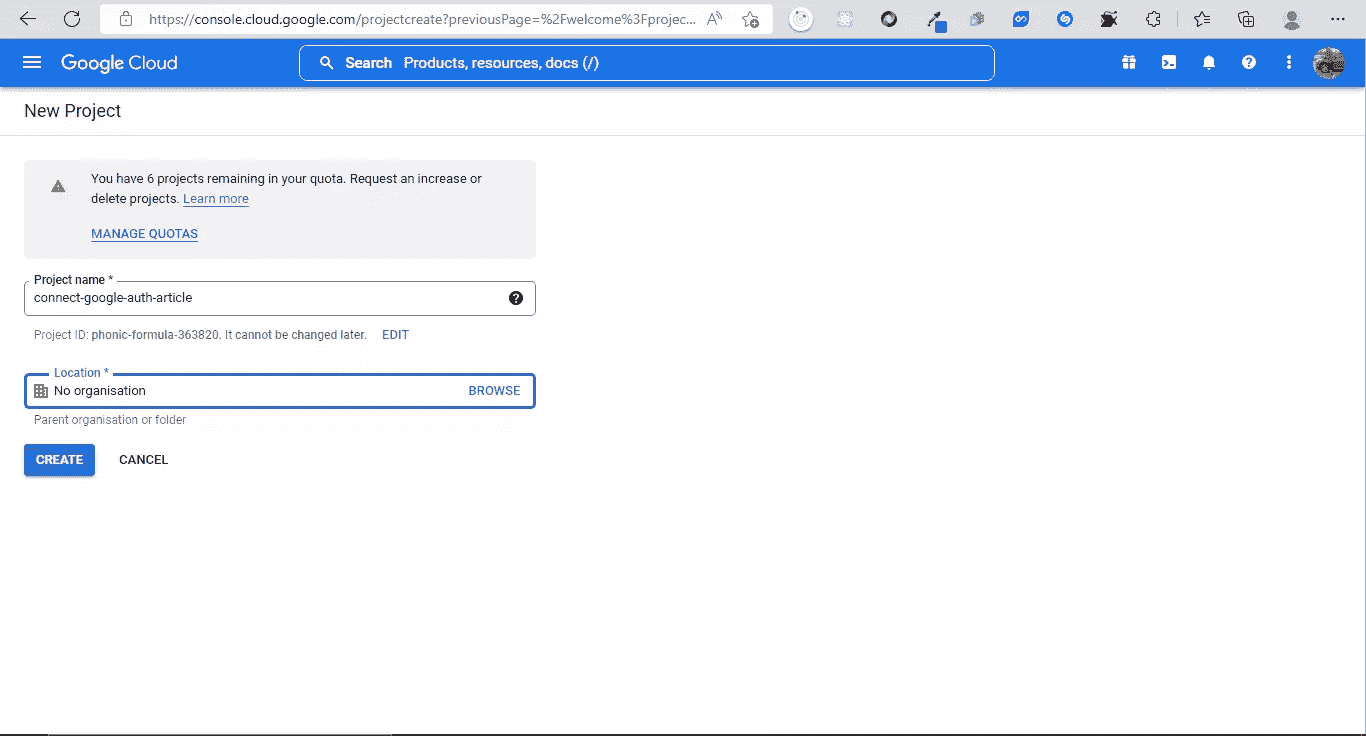 https://console.cloud.google.com/projectcreate?previousPage=%2Fwelcome%3Fprojec...
Google Cloud
Search Products, resources, docs (/)
New Project
You have 6 projects remaining in your quota. Request an increase or
delete projects. Learn more
MANAGE QUOTAS
Project name *
connect-google-auth-article
Project ID: phonic-formula-363820. It cannot be changed later. EDIT
Location *
No organisation BROWSE
Parent organisation or folder
CREATE CANCEL